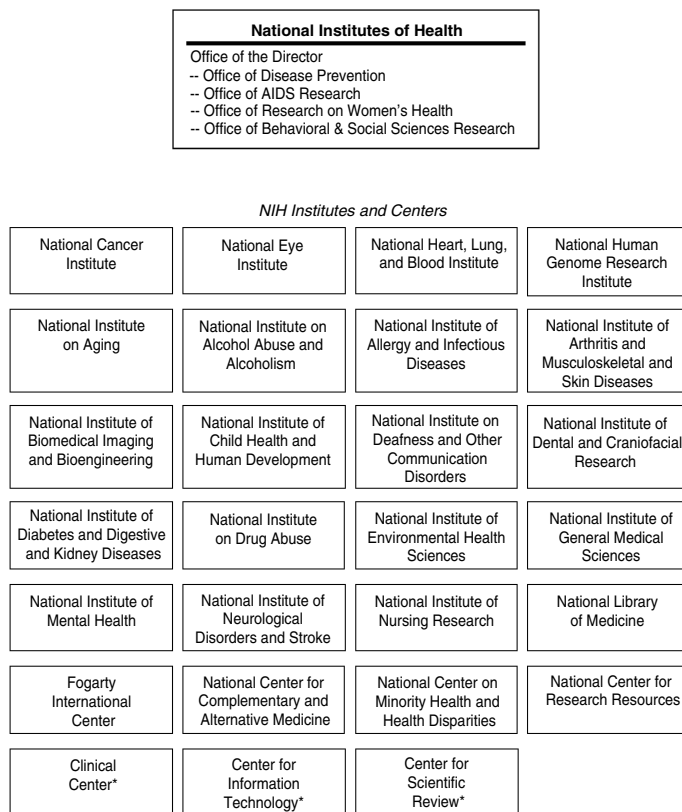 National Institutes of Health
Office of the Director
-- Office of Disease Prevention
-- Office of AIDS Research
-- Office of Research on Women's Health
-- Office of Behavioral & Social Sciences Research
NIH Institutes and Centers
National Cancer
Institute
National Eye
Institute
National Heart, Lung,
and Blood Institute
National Human
Genome Research
Institute
National Institute
on Aging
National Institute on
Alcohol Abuse and
Alcoholism
National Institute of
Allergy and Infectious
Diseases
National Institute of
Arthritis and
Musculoskeletal and
Skin Diseases
National Institute of
Biomedical Imaging
and Bioengineering
National Institute of
Child Health and
Human Development
National Institute on
Deafness and Other
Communication
Disorders
National Institute of
Dental and Craniofacial
Research
National Institute of
Diabetes and Digestive
and Kidney Diseases
National Institute
on Drug Abuse
National Institute of
Environmental Health
Sciences
National Institute of
General Medical
Sciences
National Institute of
Mental Health
National Institute of
Neurological
Disorders and Stroke
National Institute of
Nursing Research
National Library
of Medicine
Fogarty
International
Center
National Center for
Complementary and
Alternative Medicine
National Center on
Minority Health and
Health Disparities
National Center for
Research Resources
Clinical
Center*
Center for
Information
Technology*
Center for
Scientific
Review*